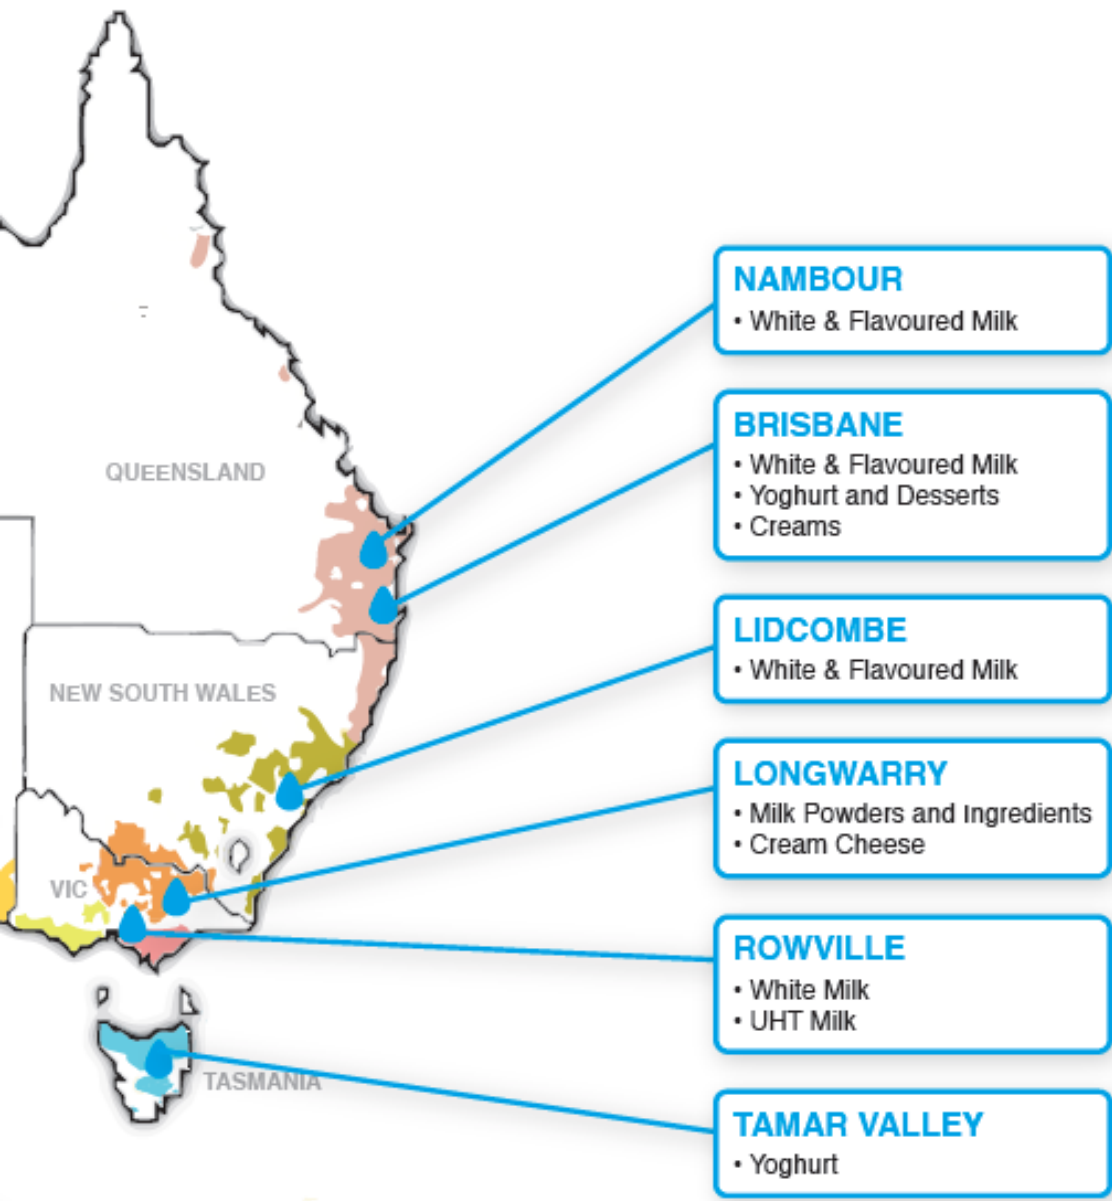 NAMBOUR
• White & Flavoured Milk
BRISBANE
• White & Flavoured Milk
• Yoghurt and Desserts
• Creams
QUEENSLAND
LIDCOMBE
• White & Flavoured Milk
NEW SOUTH WALES
LONGWARRY
• Milk Powders and Ingredients
• Cream Cheese
VIC
ROWVILLE
• White Milk
• UHT Milk
TASMANIA
TAMAR VALLEY
• Yoghurt